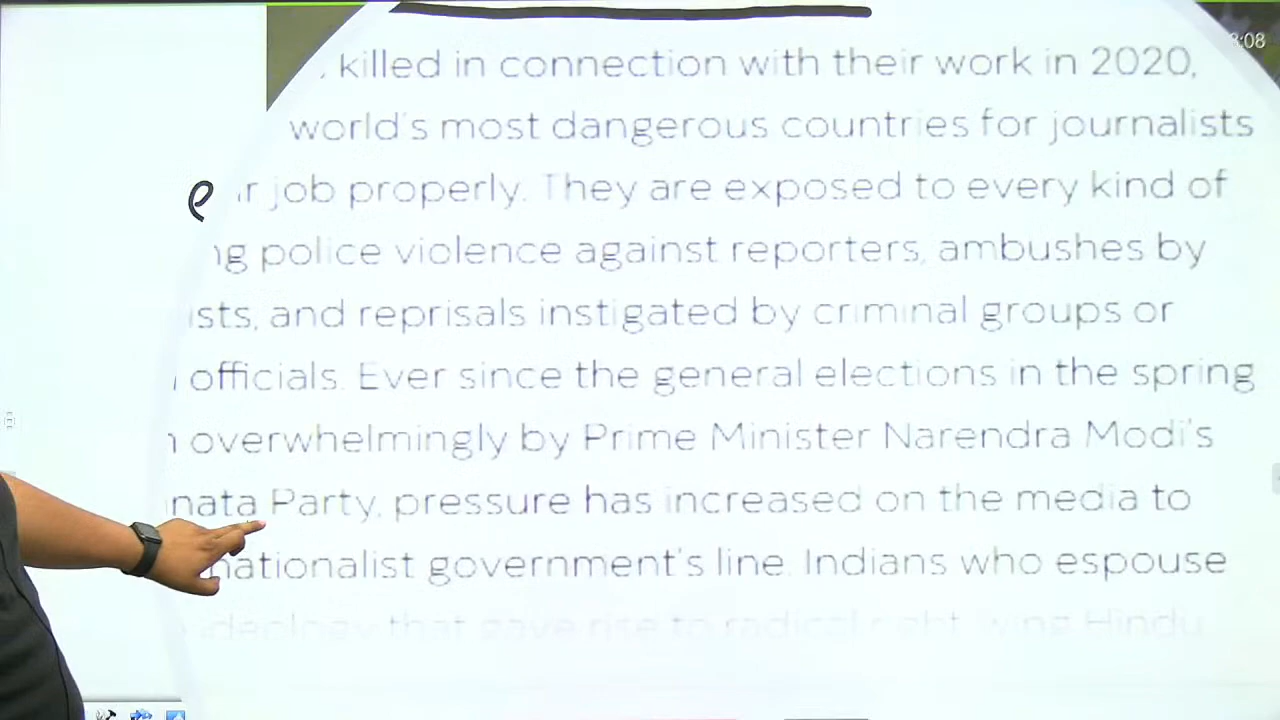 3:08
killed in connection with their work in 2020,
world's most dangerous countries for journalists
job properly. They are exposed to every kind of
police violence against reporters, ambushes by
and reprisals instigated by criminal groups or
officials. Ever since the general elections in the spring
overwhelmingly by Prime Minister Narendra Modi's
Party, pressure has increased on the media to
nationalist government's line. Indians who espouse
ideology that gave rise to radical right wing Hindu